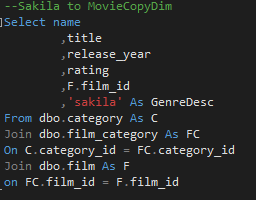 --Sakila to MovieCopyDim
Select name
,title
,release_year
,rating
,F.film_id
,'sakila' As GenreDesc
From dbo.category As C
Join dbo.film_category As FC
On C.category_id = FC.category_id
Join dbo.film As F
on FC.film_id = F.film_id